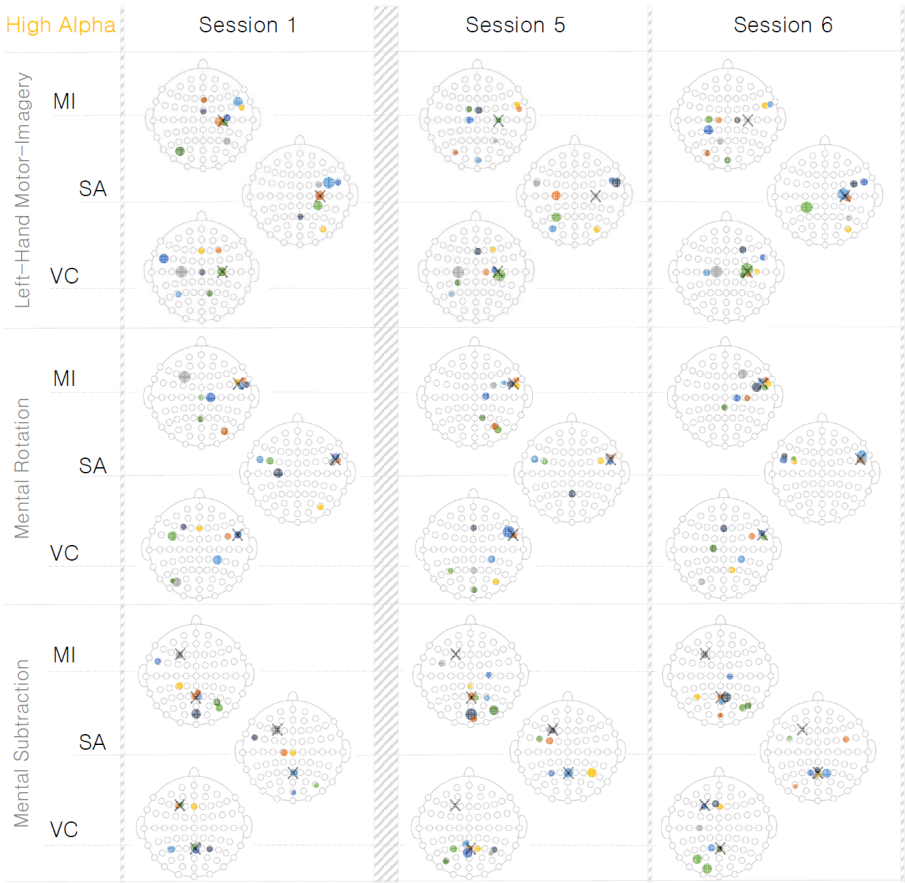 High Alpha
Session 1
Session 5
Session 6
Left-Hand Motor-Imagery
MI
SA
VC
Mental Rotation
MI
SA
VC
Mental Subtraction
MI
SA
VC